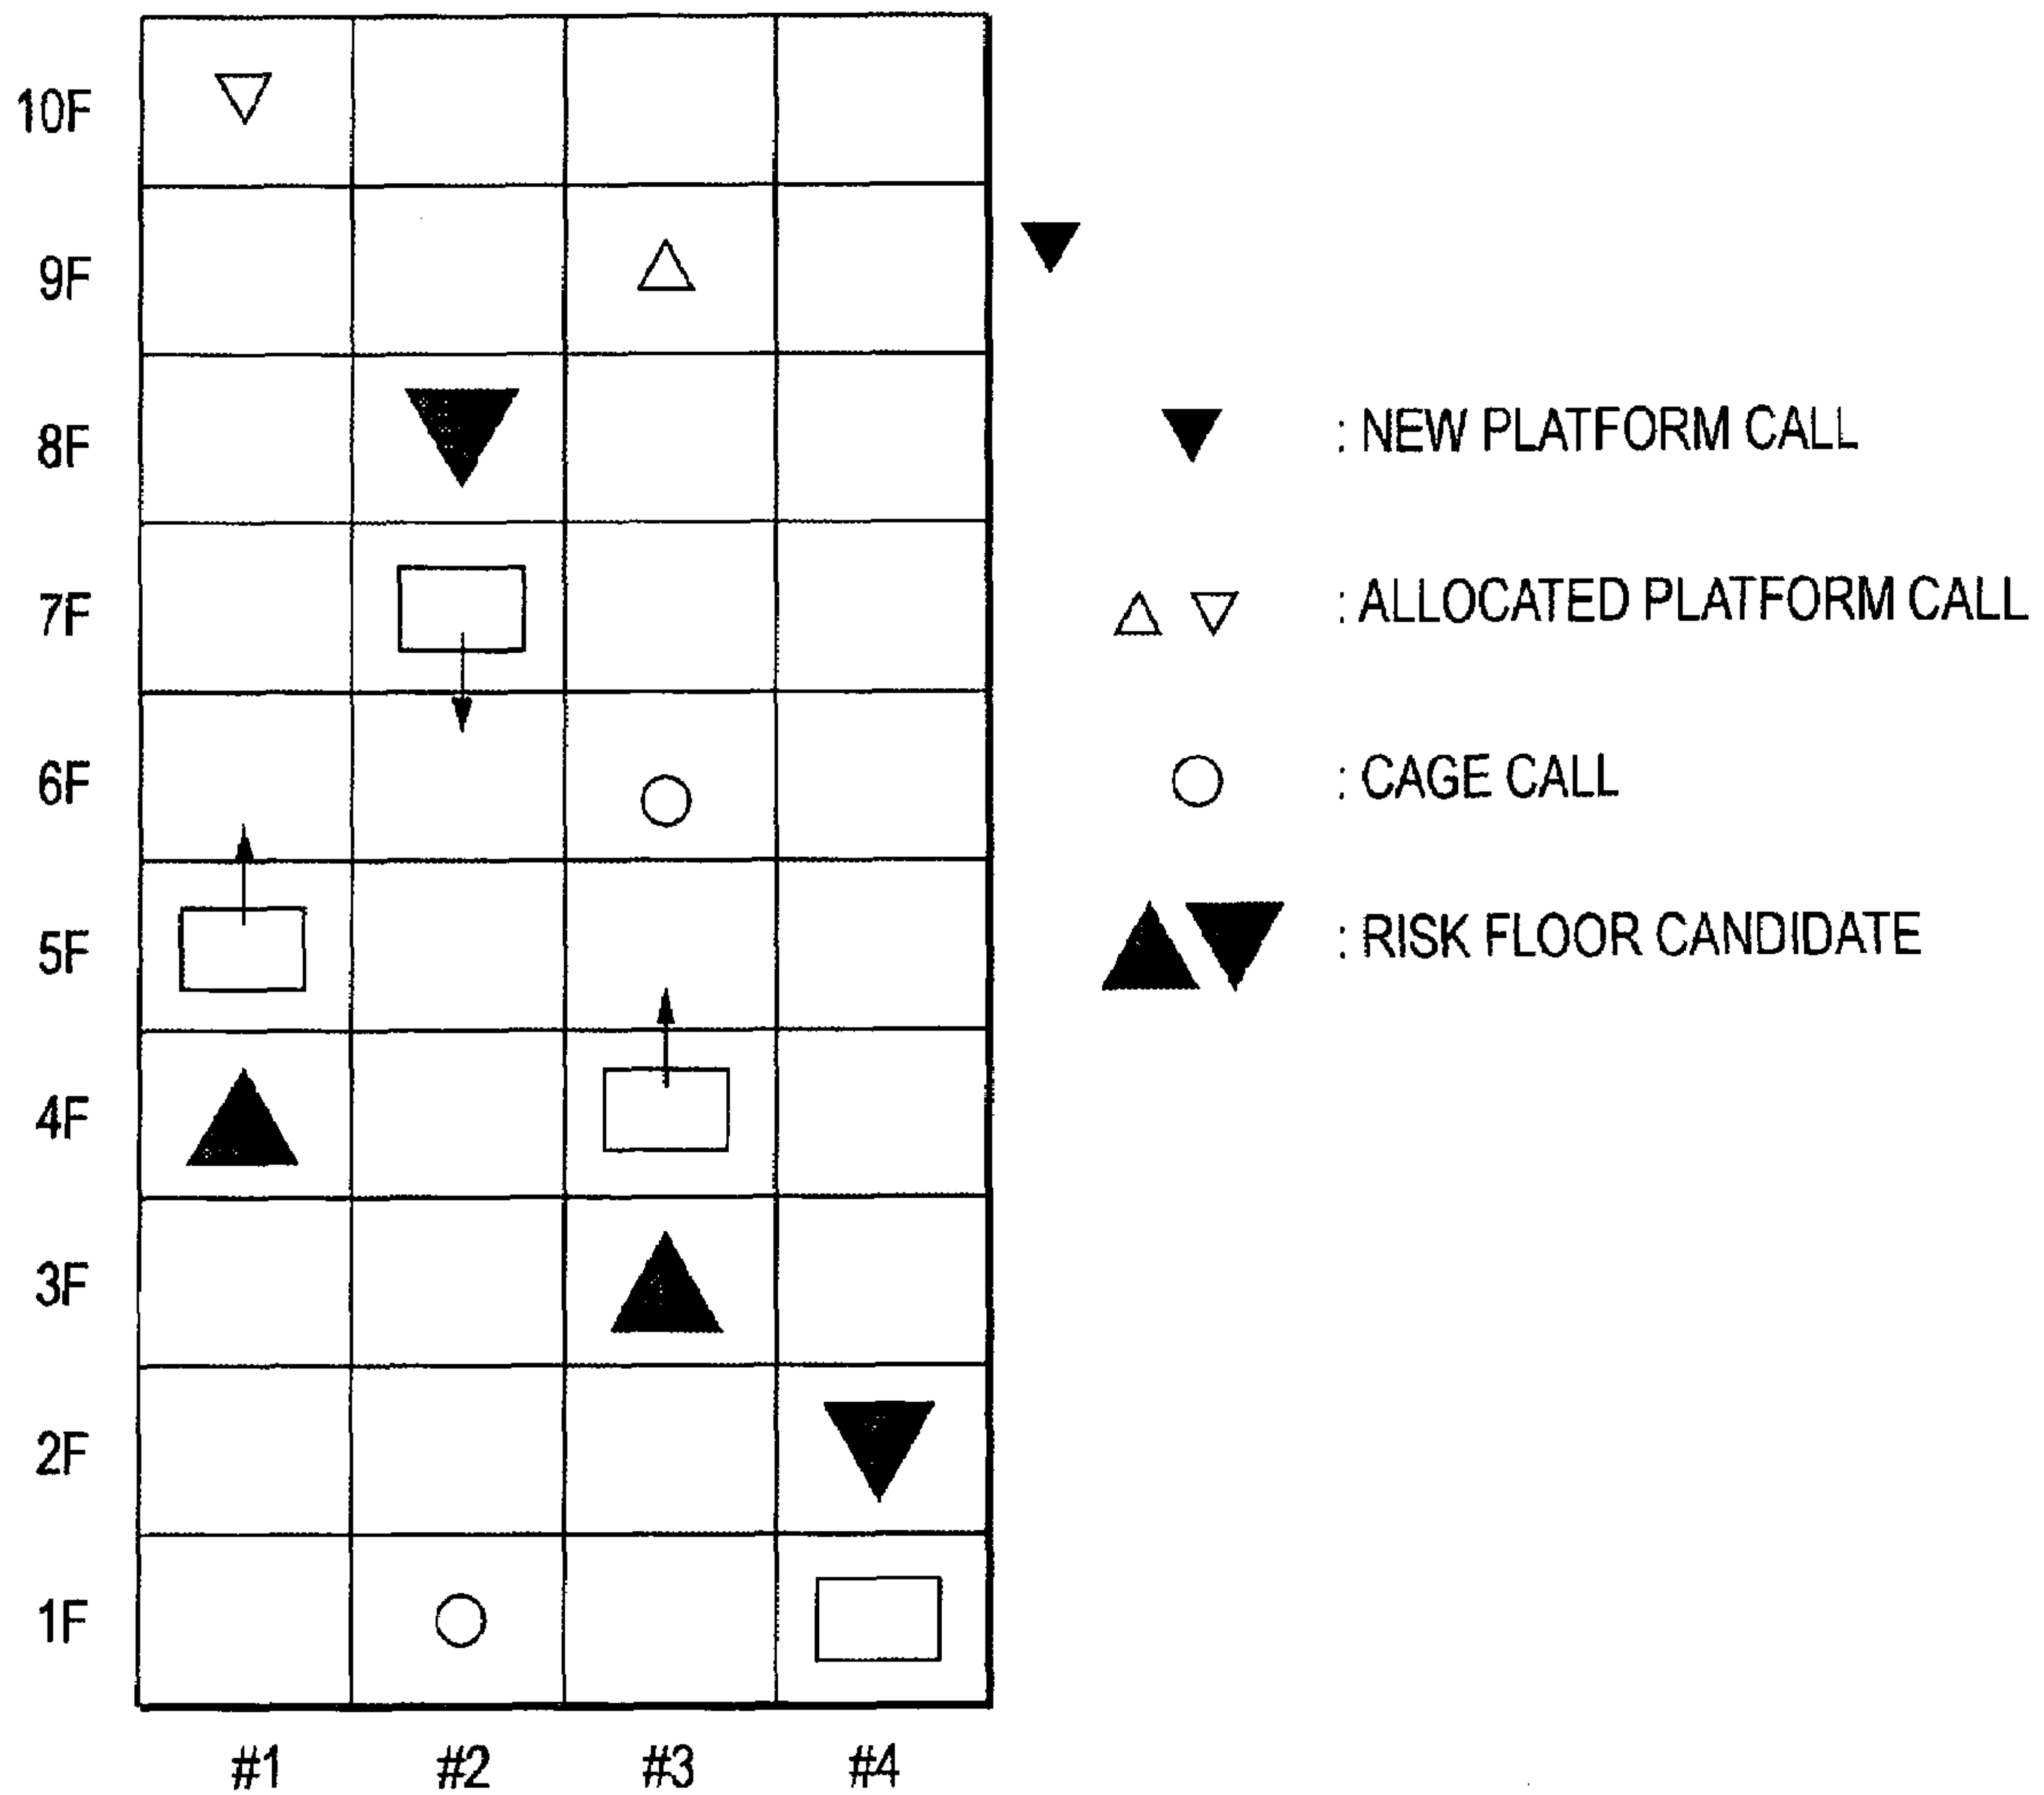 10F
9F
8F
: NEW PLATFORM CALL
7F
: ALLOCATED PLATFORM CALL
6F
: CAGE CALL
5F
: RISK FLOOR CANDIDATE
4F
3F
2F
1F
#1 #2 #3 #4